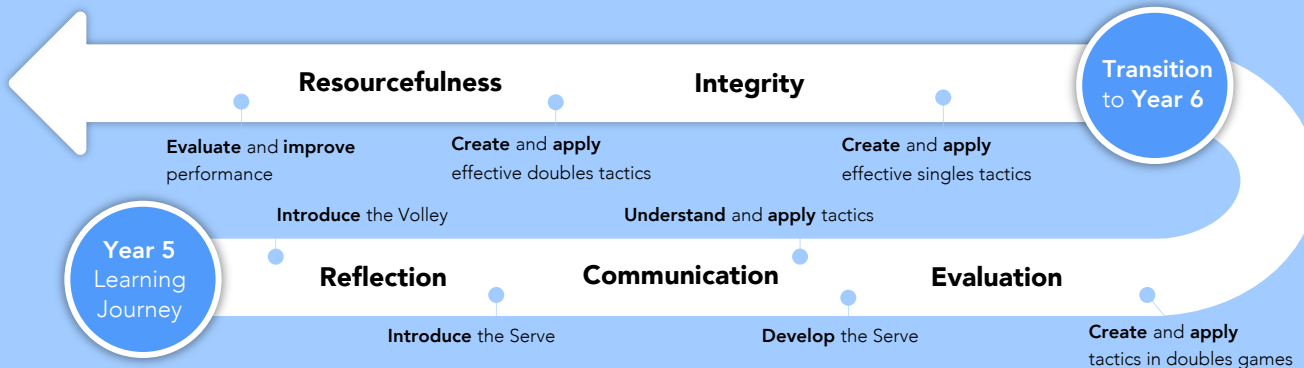 Resourcefulness
Integrity
Transition
to Year 6
Evaluate and improve
performance
Create and apply
effective doubles tactics
Create and apply
effective singles tactics
Introduce the Volley
Understand and apply tactics
Year 5
Learning
Journey
Reflection
Communication
Evaluation
Introduce the Serve
Develop the Serve
Create and apply
tactics in doubles games